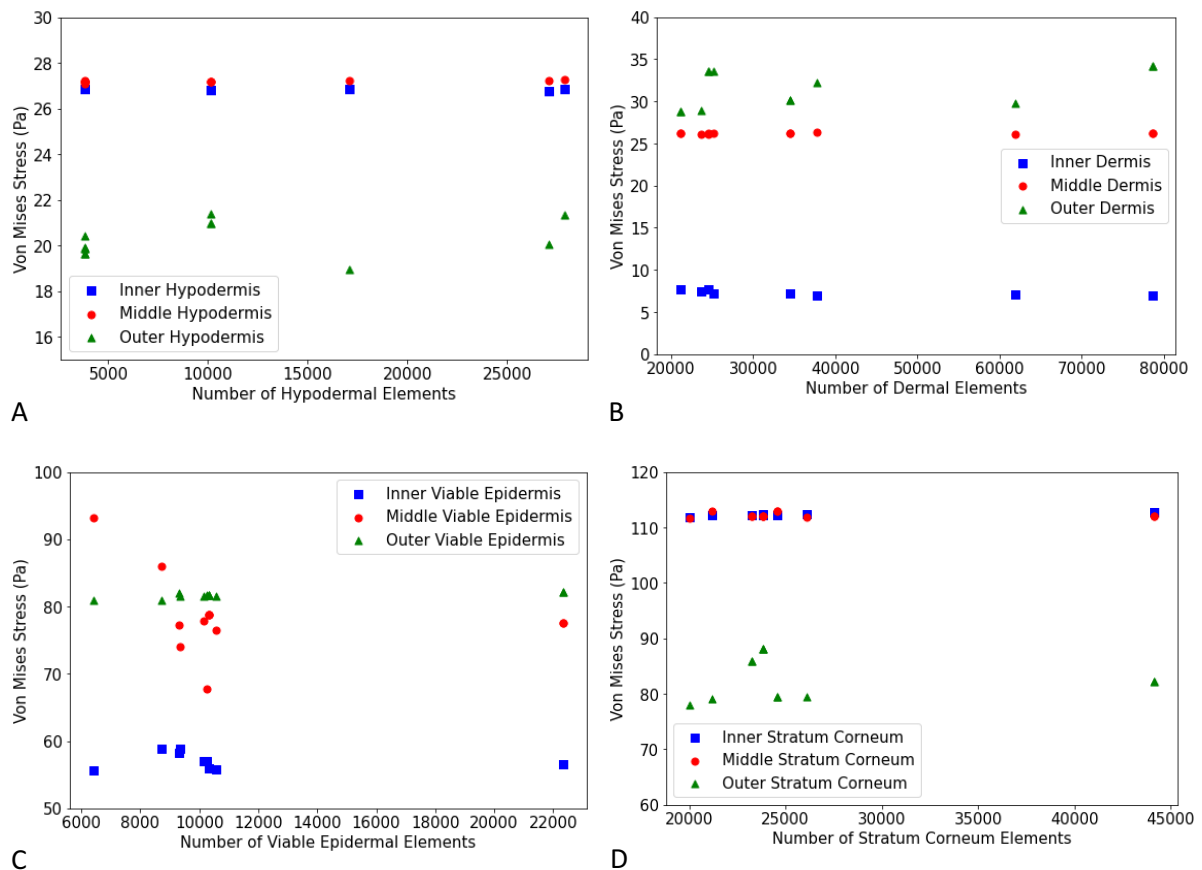 30
28
26
24
22
20
18
16
Von Mises Stress (Pa)
Inner Hypodermis
Middle Hypodermis
Outer Hypodermis
5000 10000 15000 20000 25000
Number of Hypodermal Elements
A
40
35
30
25
20
15
10
5
0
Von Mises Stress (Pa)
Inner Dermis
Middle Dermis
Outer Dermis
20000 30000 40000 50000 60000 70000 80000
Number of Dermal Elements
B
100
90
80
70
60
50
Von Mises Stress (Pa)
Inner Viable Epidermis
Middle Viable Epidermis
Outer Viable Epidermis
6000 8000 10000 12000 14000 16000 18000 20000 22000
Number of Viable Epidermal Elements
C
120
110
100
90
80
70
60
Von Mises Stress (Pa)
Inner Stratum Corneum
Middle Stratum Corneum
Outer Stratum Corneum
20000 25000 30000 35000 40000 45000
Number of Stratum Corneum Elements
D